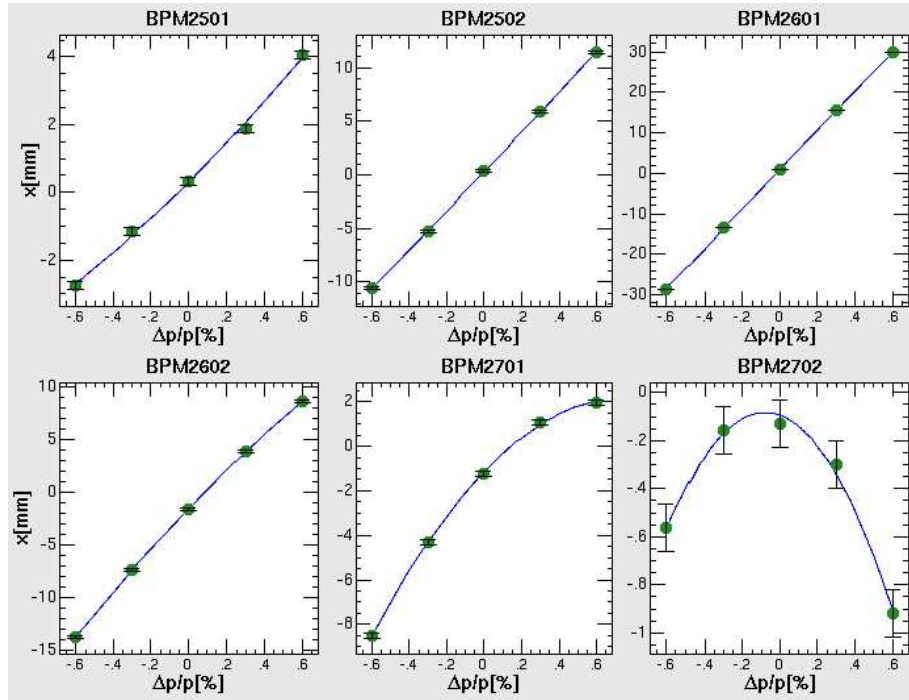 BPM2501 BPM2502 BPM2601
4
2
0
-2
x[mm]
-.6 -.4 -.2 0 .2 .4 .6
Δp/p[%]
10
5
0
-5
-10
-.6 -.4 -.2 0 .2 .4 .6
Δp/p[%]
30
20
10
0
-10
-20
-30
-.6 -.4 -.2 0 .2 .4 .6
Δp/p[%]
BPM2602 BPM2701 BPM2702
10
5
0
-5
-10
-15
x[mm]
-.6 -.4 -.2 0 .2 .4 .6
Δp/p[%]
2
0
-2
-4
-6
-8
-.6 -.4 -.2 0 .2 .4 .6
Δp/p[%]
0
-.2
-.4
-.6
-.8
-1
-.6 -.4 -.2 0 .2 .4 .6
Δp/p[%]